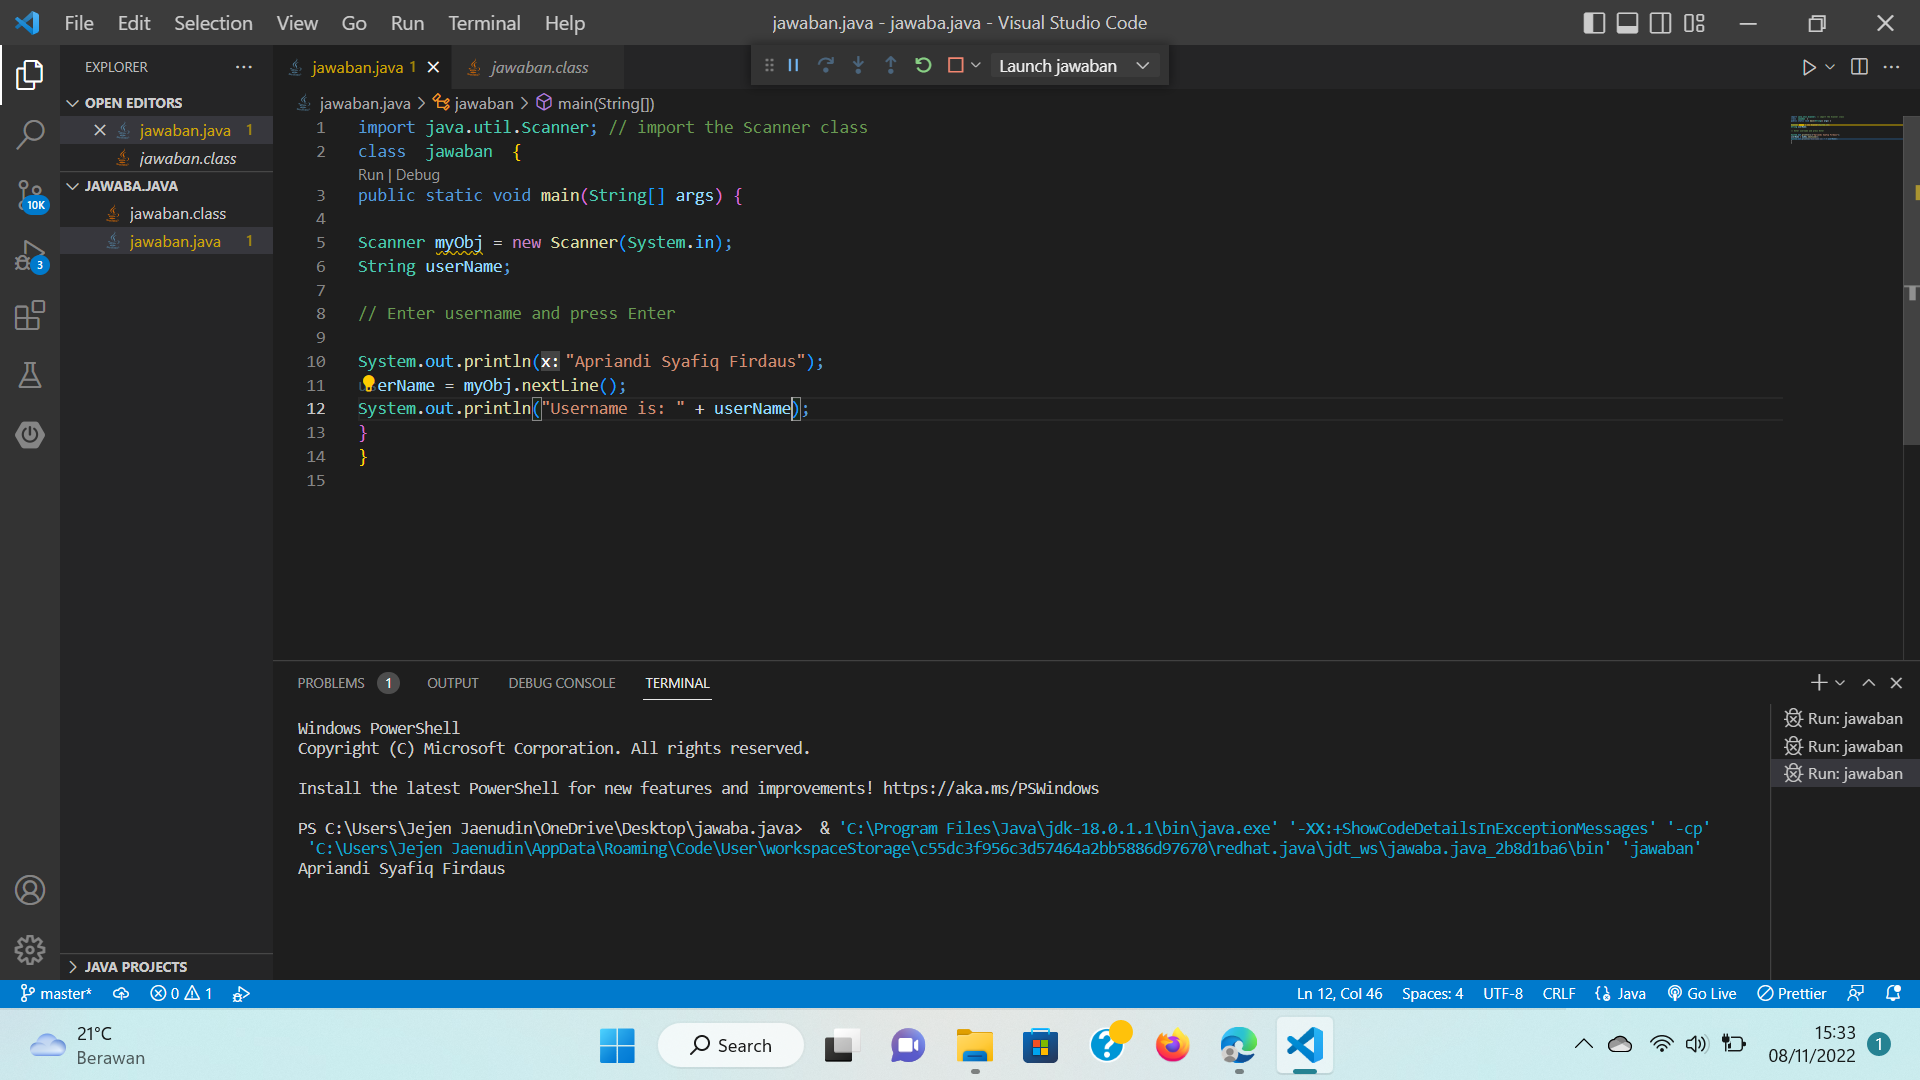 File Edit Selection View Go Run Terminal Help
jawaban.java - jawaba.java - Visual Studio Code
EXPLORER
OPEN EDITORS
jawaban.java 1
jawaban.class
JAWABA.JAVA
jawaban.class
jawaban.java 1
JAVA PROJECTS
10K
3
jawaban.java 1
jawaban.class
Launch jawaban
jawaban.java > jawaban > main(String[])
1 import java.util.Scanner; // import the Scanner class
2 class  jawaban  {
Run | Debug
3 public static void main(String[] args) {
4
5 Scanner myObj = new Scanner(System.in);
6 String userName;
7
8 // Enter username and press Enter
9
10 System.out.println(x: "Apriandi Syafiq Firdaus");
11 userName = myObj.nextLine();
12 System.out.println("Username is: " + userName);
13 }
14 }
15
PROBLEMS 1 OUTPUT DEBUG CONSOLE TERMINAL
Windows PowerShell
Copyright (C) Microsoft Corporation. All rights reserved.
Install the latest PowerShell for new features and improvements! https://aka.ms/PSWindows
PS C:\Users\Jejen Jaenudin\OneDrive\Desktop\jawaba.java>  & 'C:\Program Files\Java\jdk-18.0.1.1\bin\java.exe' '-XX:+ShowCodeDetailsInExceptionMessages' '-cp'
'C:\Users\Jejen Jaenudin\AppData\Roaming\Code\User\workspaceStorage\c55dc3f956c3d57464a2bb5886d97670\redhat.java\jdt_ws\jawaba.java_2b8d1ba6\bin' 'jawaban'
Apriandi Syafiq Firdaus
Run: jawaban
Run: jawaban
Run: jawaban
master* 0 1
Ln 12, Col 46 Spaces: 4 UTF-8 CRLF Java Go Live Prettier
21°C
Berawan
Search
15:33
08/11/2022
1